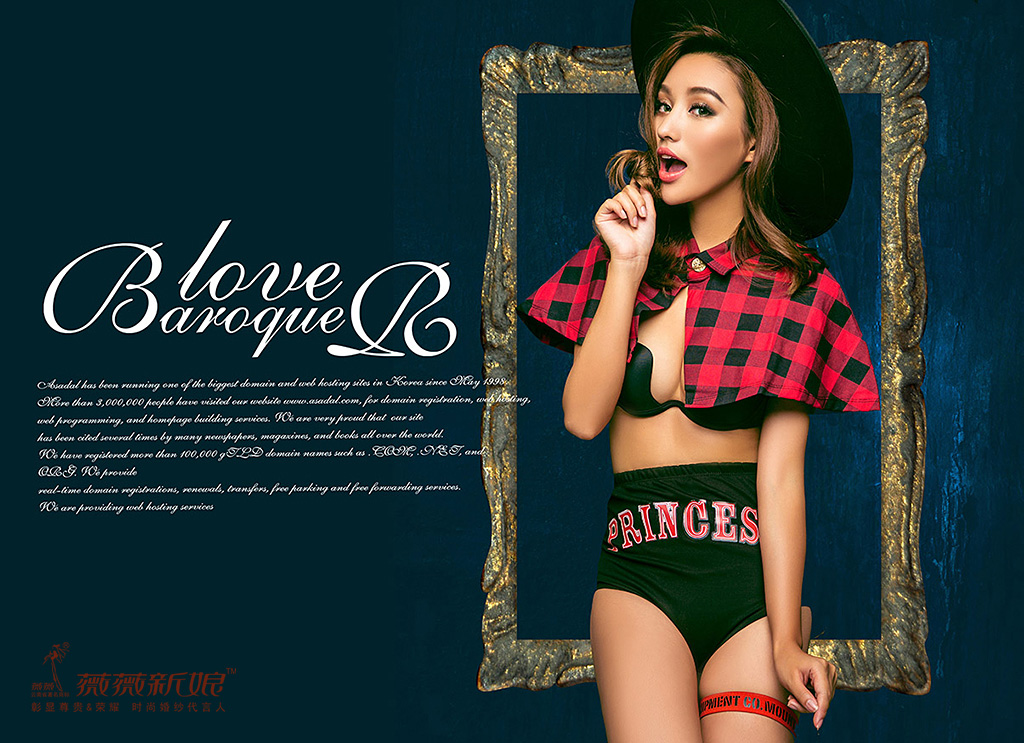 love
Baroque R
Asadal has been running one of the biggest domain and web hosting sites in Korea since May 1998.
More than 3,000,000 people have visited our website www.asadal.com, for domain registration, web hosting,
web programming, and homepage building services. We are very proud that our site
has been cited several times by many newspapers, magazines, and books all over the world.
We have registered more than 100,000 gTLD domain names such as .COM, .NET, and
ORG. We provide
real-time domain registrations, renewals, transfers, free parking and free forwarding services.
We are providing web hosting services
PRINCES
PMENT CO. MOUN
薇薇新娘™
彰显尊贵&荣耀 时尚婚纱代言人